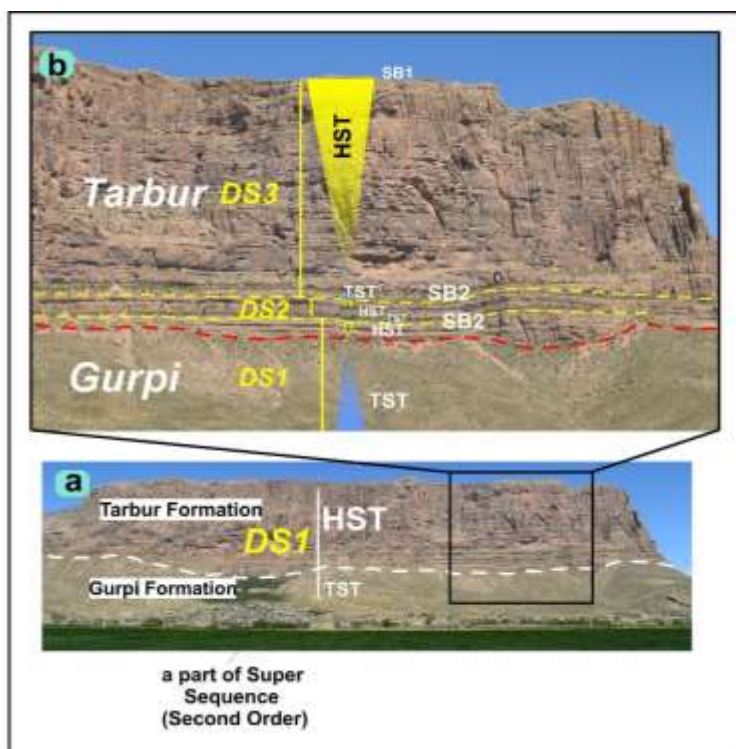 b
SB1
HST
Tarbur DS3
TST
SB2
DS2
HST
SB2
HST
Gurpi
DS1
TST
a
Tarbur Formation
HST
DS1
Gurpi Formation
TST
a part of Super
Sequence
(Second Order)